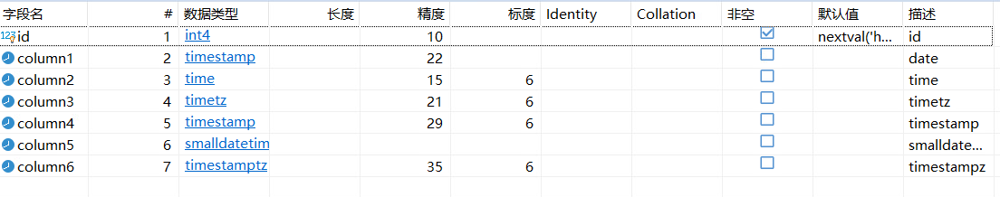 字段名 # 数据类型 长度 精度 标度 Identity Collation 非空 默认值 描述
123 id 1 int4 10 nextval('h... id
column1 2 timestamp 22 date
column2 3 time 15 6 time
column3 4 timetz 21 6 timetz
column4 5 timestamp 29 6 timestamp
column5 6 smalldatetim smalldate...
column6 7 timestamptz 35 6 timestampz